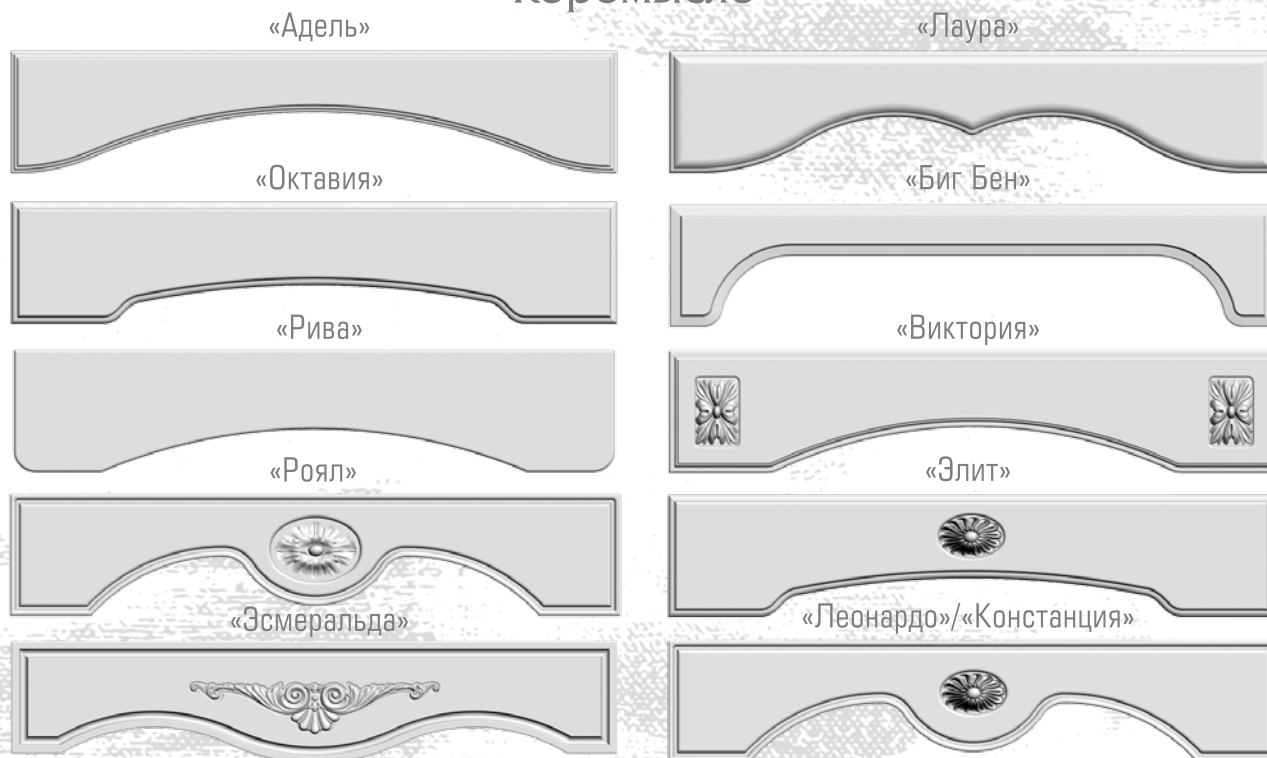 «Адель»
«Лаура»
«Октавия»
«Биг Бен»
«Рива»
«Виктория»
«Роял»
«Элит»
«Эсмеральда»
«Леонардо»/«Констанция»